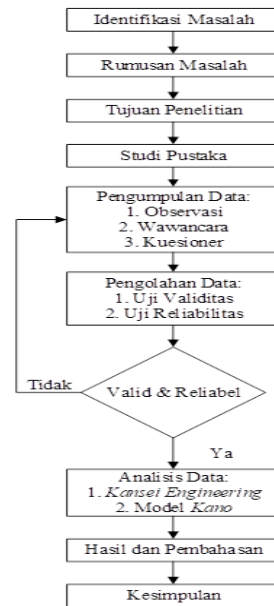 Identifikasi Masalah
Rumusan Masalah
Tujuan Penelitian
Studi Pustaka
Pengumpulan Data:
1. Observasi
2. Wawancara
3. Kuesioner
Pengolahan Data:
1. Uji Validitas
2. Uji Reliabilitas
Tidak
Valid & Reliabel
Ya
Analisis Data:
1. Kansei Engineering
2. Model Kano
Hasil dan Pembahasan
Kesimpulan